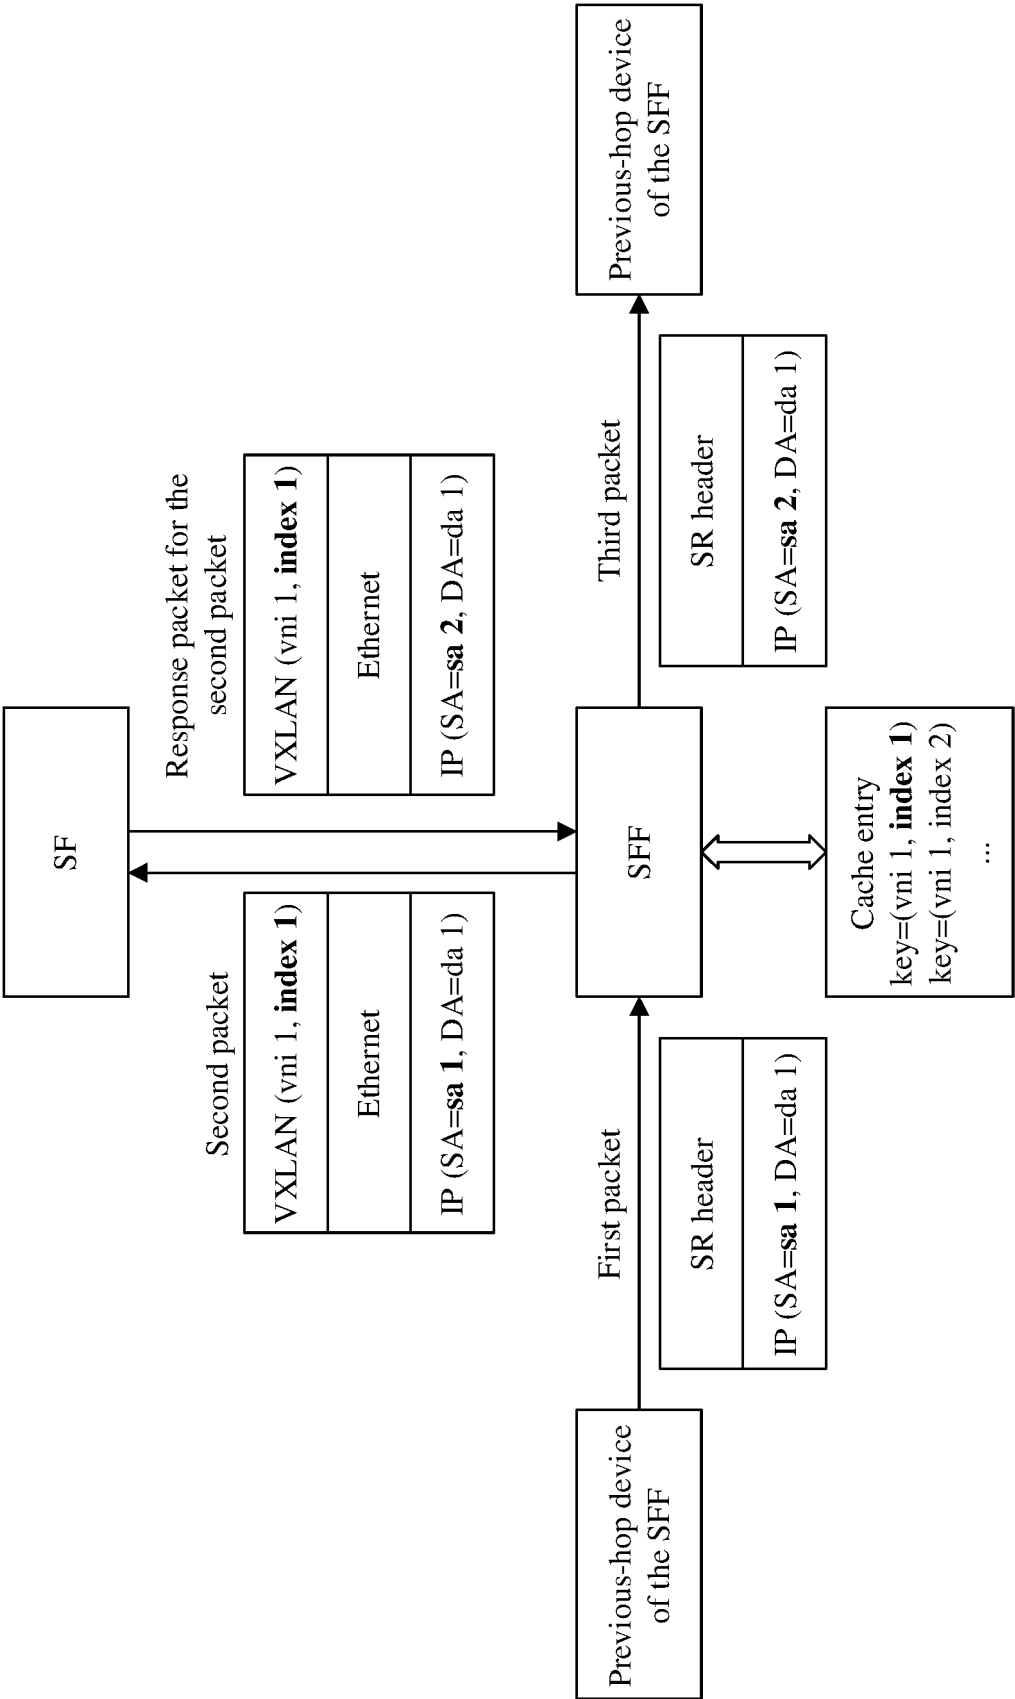 SF
Second packet
VXLAN (vni 1, index 1)
Ethernet
IP (SA=sa 1, DA=da 1)
Response packet for the
second packet
VXLAN (vni 1, index 1)
Ethernet
IP (SA=sa 2, DA=da 1)
Previous-hop device
of the SFF
First packet
SR header
IP (SA=sa 1, DA=da 1)
SFF
Third packet
SR header
IP (SA=sa 2, DA=da 1)
Previous-hop device
of the SFF
Cache entry
key=(vni 1, index 1)
key=(vni 1, index 2)
...